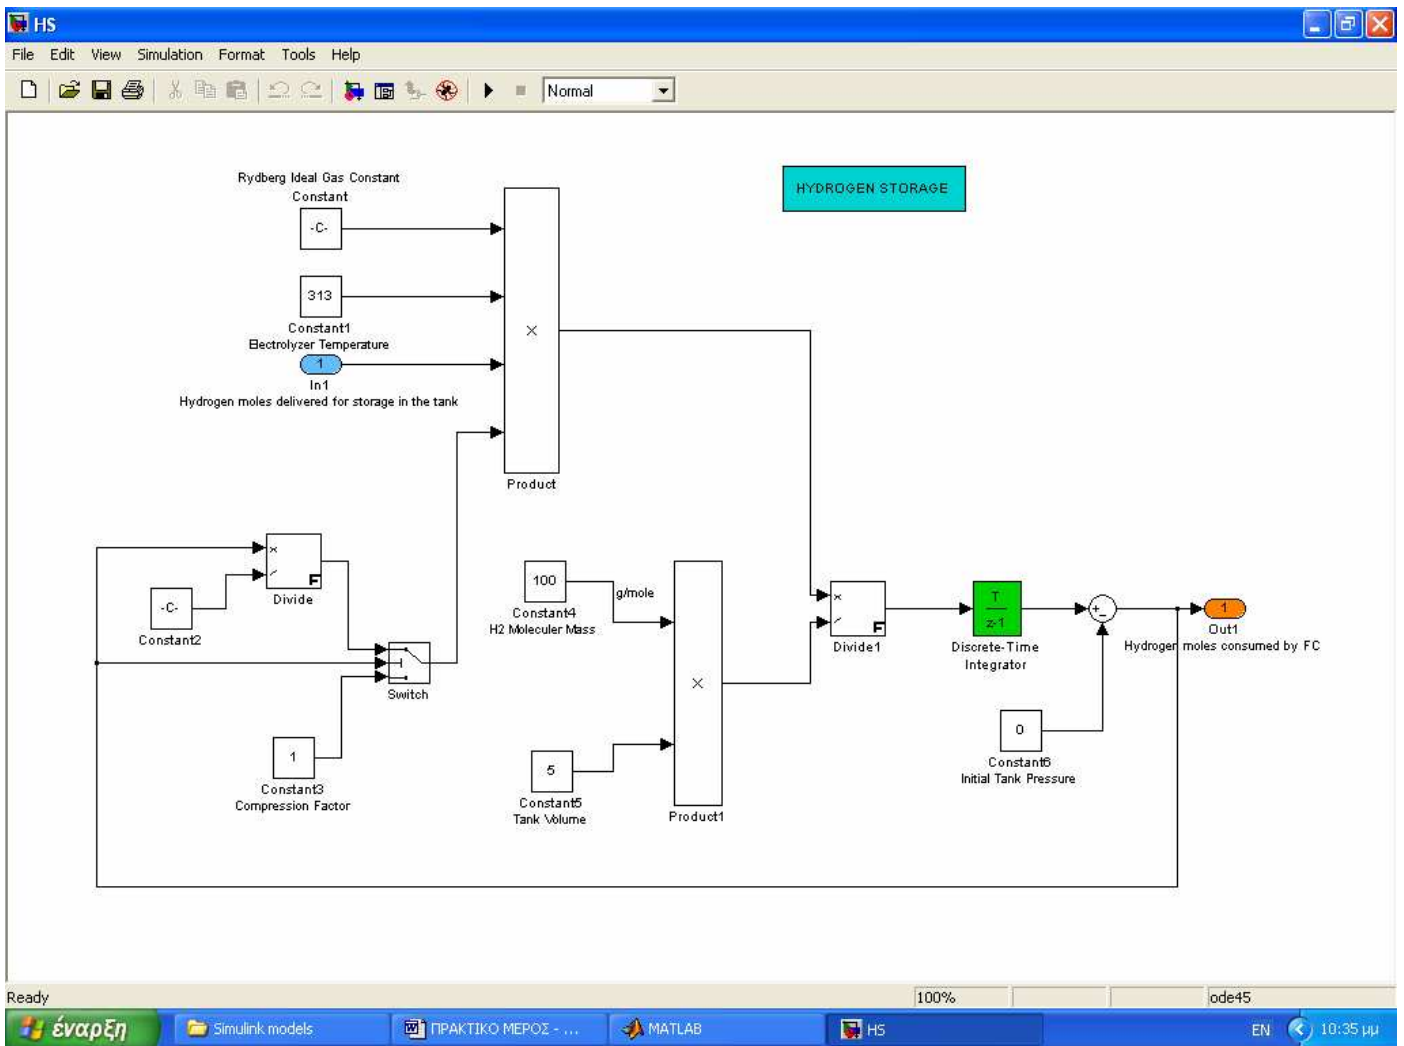 HS
File Edit View Simulation Format Tools Help
Normal
HYDROGEN STORAGE
Rydberg Ideal Gas Constant
Constant
-C-
313
Constant1
Electrolyzer Temperature
1
In1
Hydrogen moles delivered for storage in the tank
×
Product
×
F
Divide
-C-
Constant2
Switch
1
Constant3
Compression Factor
100
g/mole
Constant4
H2 Moleculer Mass
5
Constant5
Tank Volume
×
Product1
×
F
Divide1
T
z-1
Discrete-Time
Integrator
+
-
0
Constant6
Initial Tank Pressure
1
Out1
Hydrogen moles consumed by FC
Ready 100% ode45
έναρξη Simulink models ΠΡΑΚΤΙΚΟ ΜΕΡΟΣ - ... MATLAB HS EN 10:35 μμ